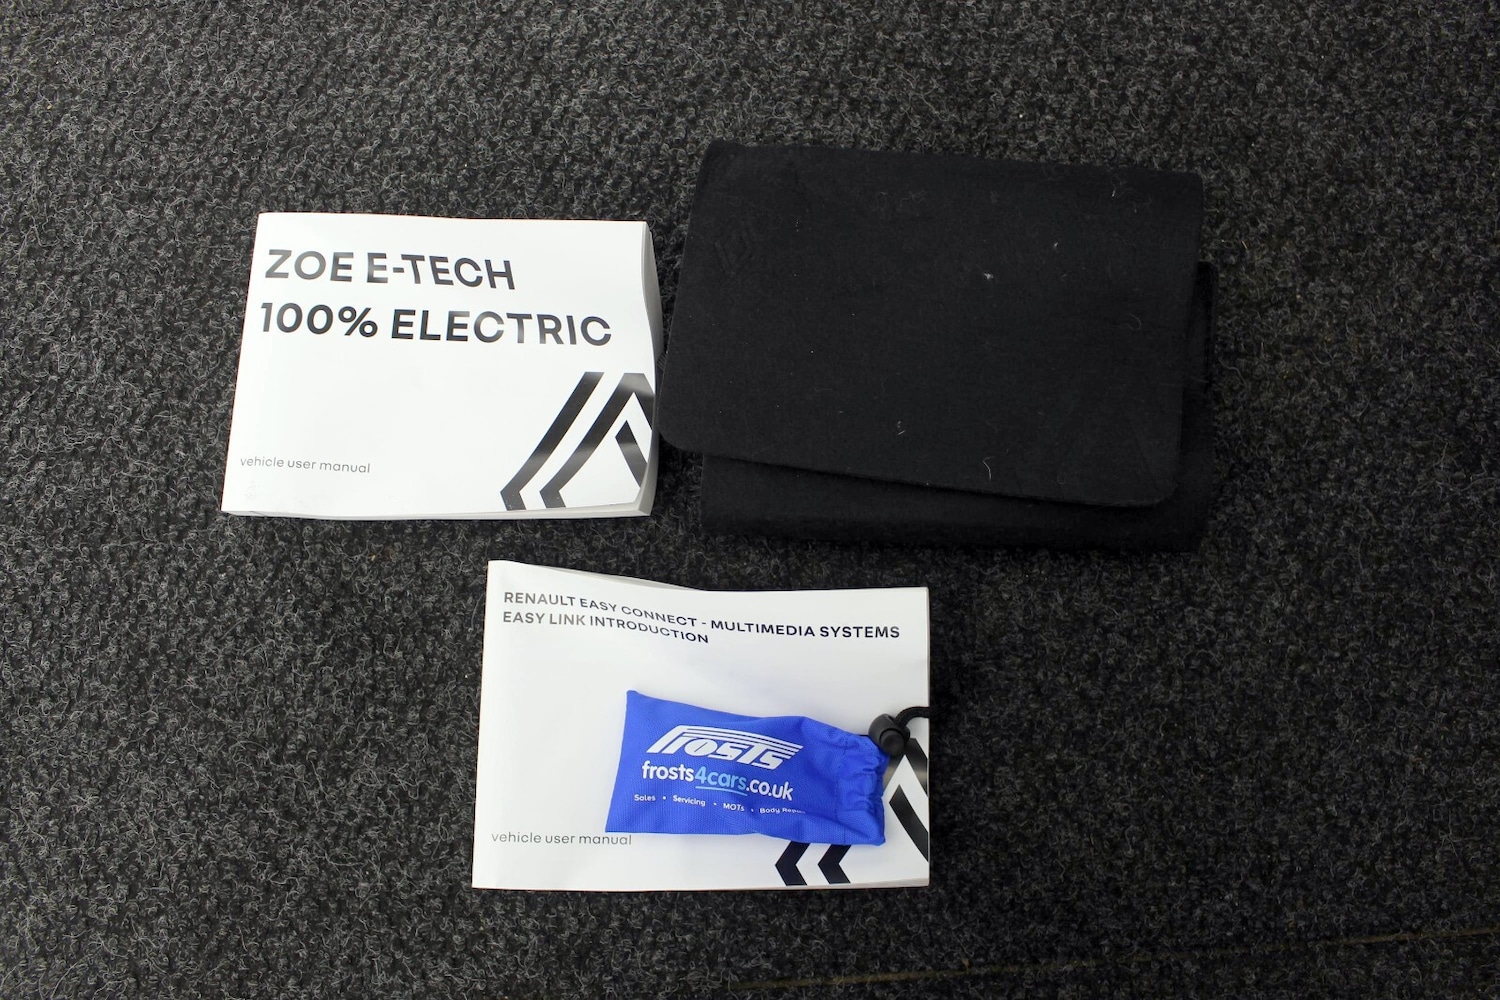 ZOE E-TECH
100% ELECTRIC
vehicle user manual
RENAULT EASY CONNECT - MULTIMEDIA SYSTEMS
EASY LINK INTRODUCTION
Frosts
frosts4cars.co.uk
Sales • Servicing • MOTs • Body
vehicle user manual